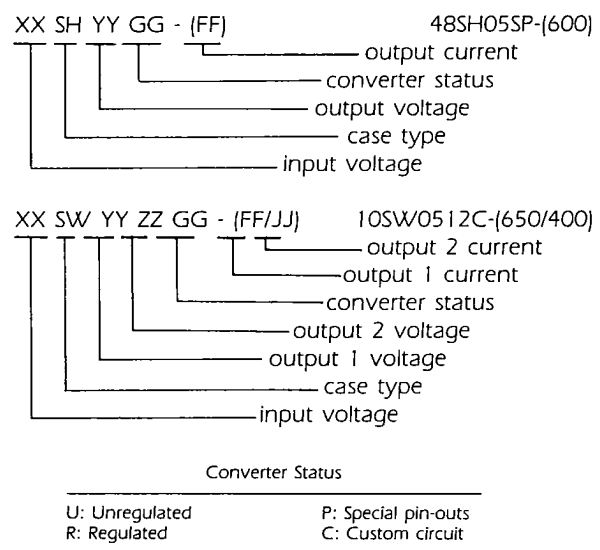 XX SH YY GG - (FF) 48SH05SP-(600)
output current
converter status
output voltage
case type
input voltage
XX SW YY ZZ GG - (FF/JJ) 10SW0512C-(650/400)
output 2 current
output 1 current
converter status
output 2 voltage
output 1 voltage
case type
input voltage
Converter Status
U: Unregulated P: Special pin-outs
R: Regulated C: Custom circuit